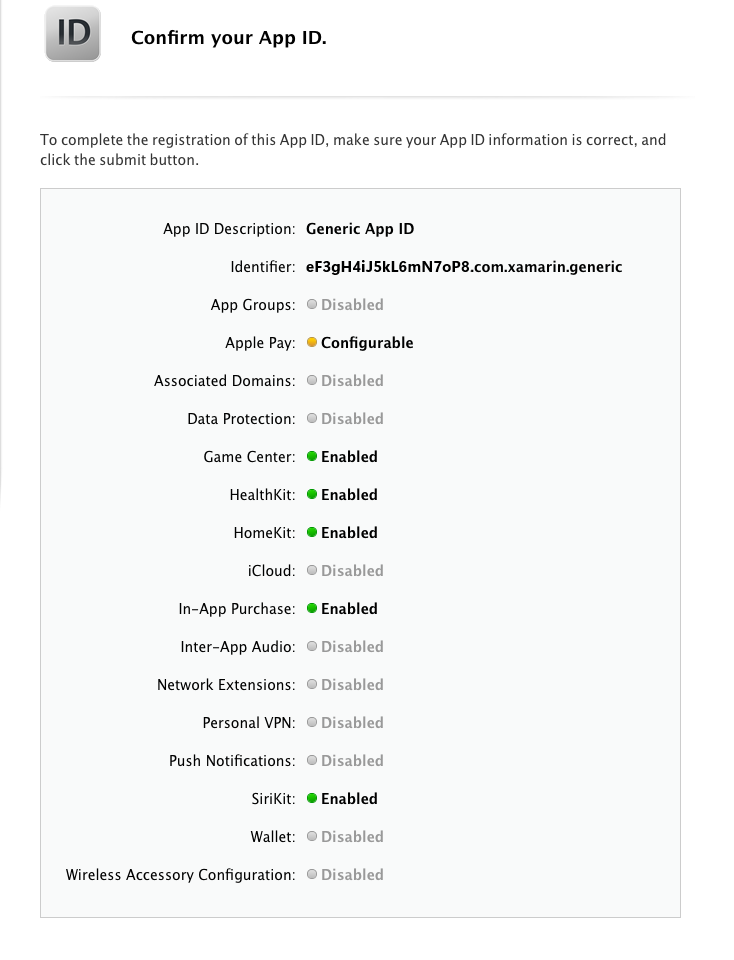 ID
Confirm your App ID.
To complete the registration of this App ID, make sure your App ID information is correct, and
click the submit button.
App ID Description: Generic App ID
Identifier: eF3gH4iJ5kL6mN7oP8.com.xamarin.generic
App Groups: Disabled
Apple Pay: Configurable
Associated Domains: Disabled
Data Protection: Disabled
Game Center: Enabled
HealthKit: Enabled
HomeKit: Enabled
iCloud: Disabled
In-App Purchase: Enabled
Inter-App Audio: Disabled
Network Extensions: Disabled
Personal VPN: Disabled
Push Notifications: Disabled
SiriKit: Enabled
Wallet: Disabled
Wireless Accessory Configuration: Disabled